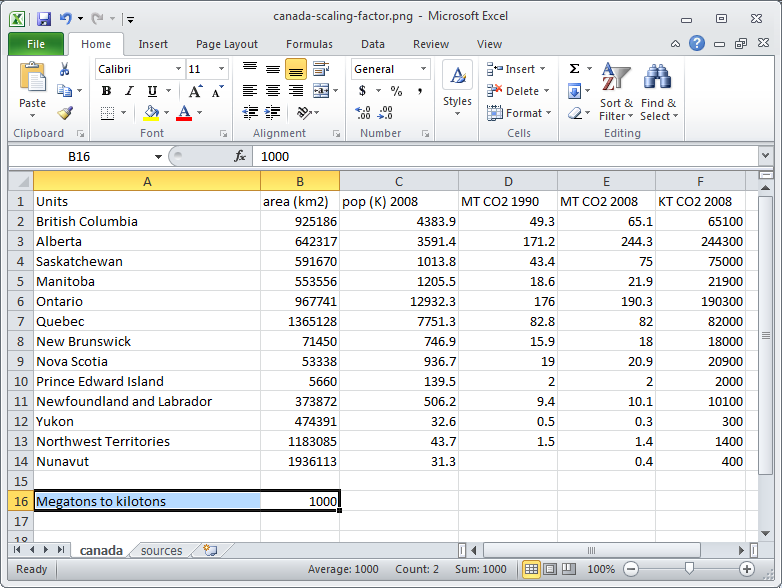 canada-scaling-factor.png - Microsoft Excel
File Home Insert Page Layout Formulas Data Review View
Paste Calibri 11 General Styles Insert Delete Format Sort & Filter Find & Select
B I U A A A $ % , .00 .0 Σ
Clipboard Font Alignment Number Cells Editing
B16 fx 1000
A B C D E F
1 Units area (km2) pop (K) 2008 MT CO2 1990 MT CO2 2008 KT CO2 2008
2 British Columbia 925186 4383.9 49.3 65.1 65100
3 Alberta 642317 3591.4 171.2 244.3 244300
4 Saskatchewan 591670 1013.8 43.4 75 75000
5 Manitoba 553556 1205.5 18.6 21.9 21900
6 Ontario 967741 12932.3 176 190.3 190300
7 Quebec 1365128 7751.3 82.8 82 82000
8 New Brunswick 71450 746.9 15.9 18 18000
9 Nova Scotia 53338 936.7 19 20.9 20900
10 Prince Edward Island 5660 139.5 2 2 2000
11 Newfoundland and Labrador 373872 506.2 9.4 10.1 10100
12 Yukon 474391 32.6 0.5 0.3 300
13 Northwest Territories 1183085 43.7 1.5 1.4 1400
14 Nunavut 1936113 31.3 0.4 400
15
16 Megatons to kilotons 1000
17
18
canada sources
Ready Average: 1000 Count: 2 Sum: 1000 100%